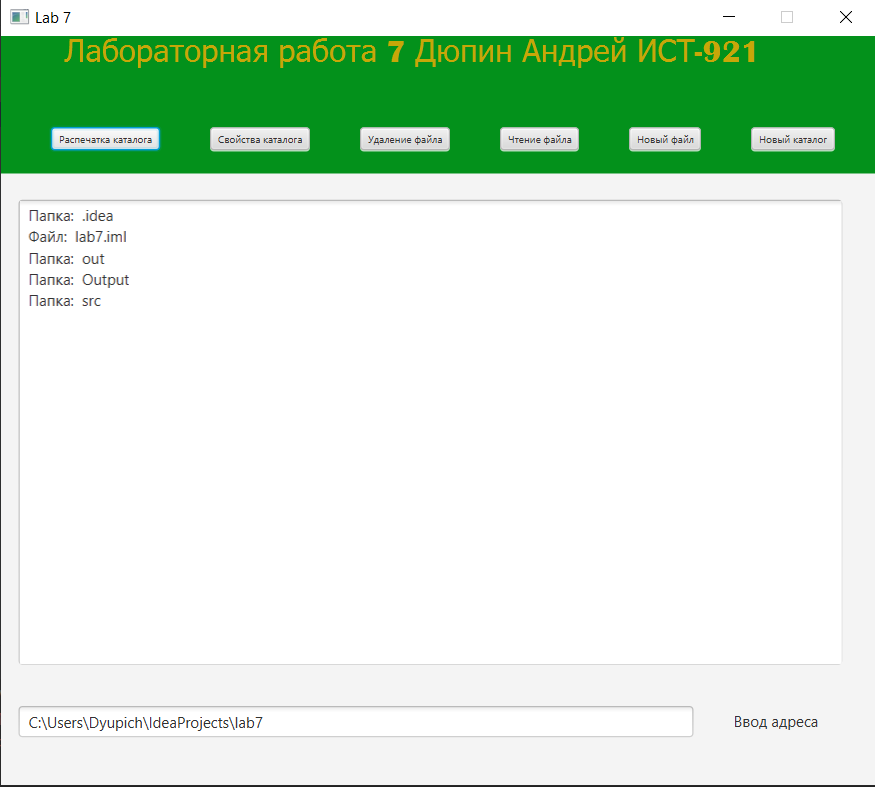 Lab 7
Лабораторная работа 7 Дюпин Андрей ИСТ-921
Распечатка каталога
Свойства каталога
Удаление файла
Чтение файла
Новый файл
Новый каталог
Папка: .idea
Файл: lab7.iml
Папка: out
Папка: Output
Папка: src
C:\Users\Dyupich\IdeaProjects\lab7
Ввод адреса